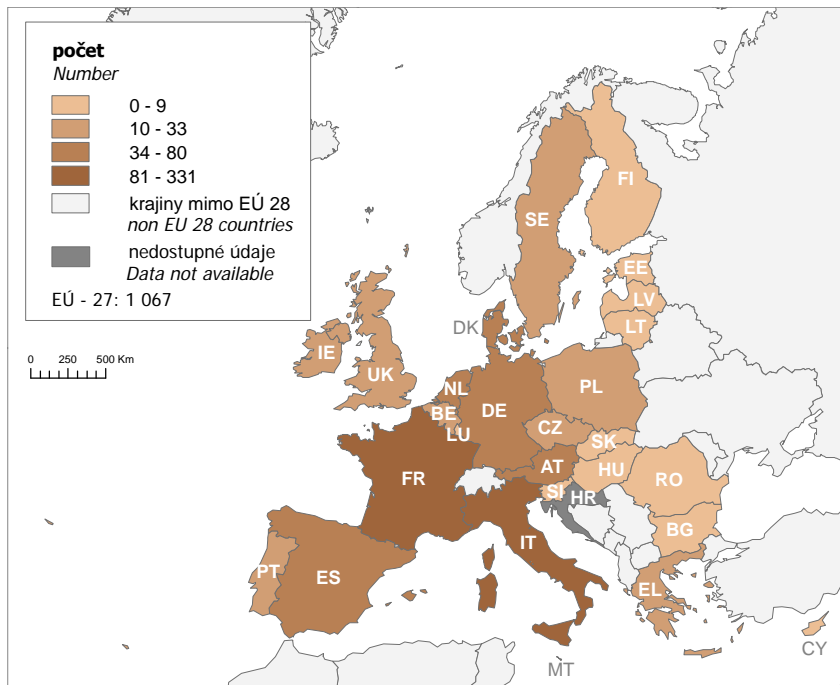 počet
Number
0 - 9
10 - 33
34 - 80
81 - 331
krajiny mimo EÚ 28
non EU 28 countries
nedostupné údaje
Data not available
EÚ - 27: 1 067
0 250 500 Km
FI
SE
EE
LV
LT
DK
IE
UK
NL
PL
DE
BE
LU
CZ
SK
AT
HU
FR
RO
SI
HR
BG
IT
PT
ES
EL
CY
MT